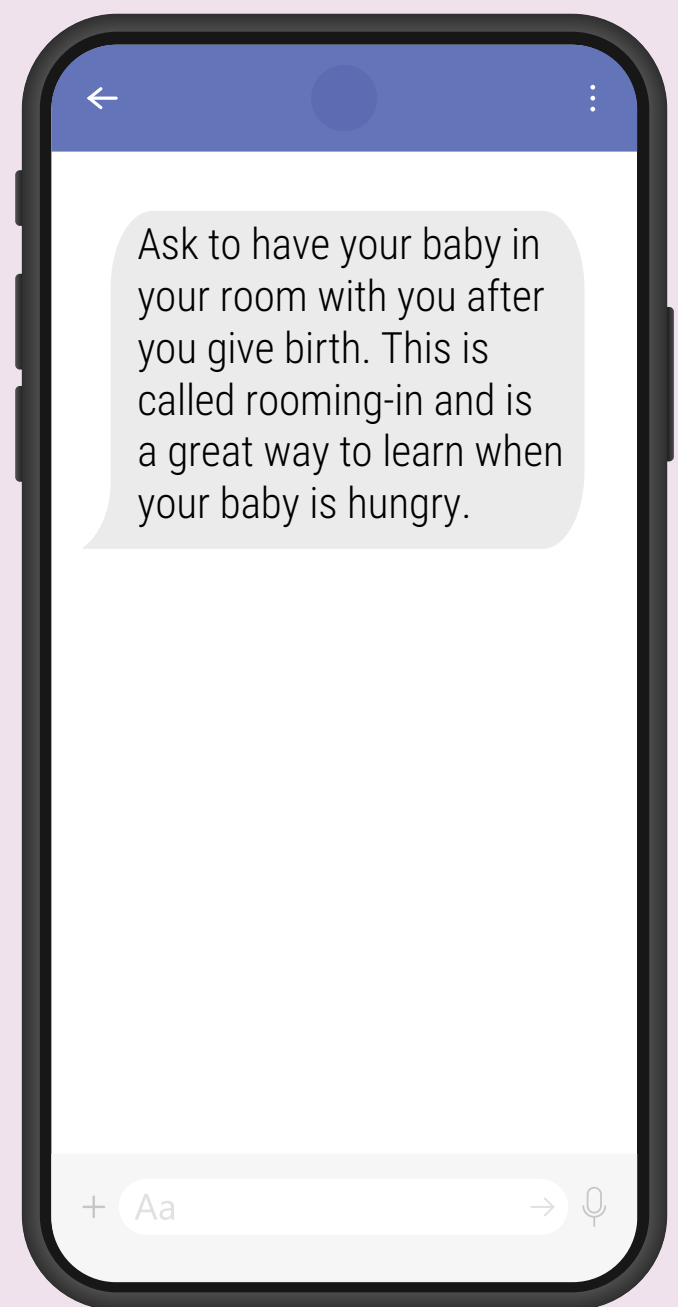 Ask to have your baby in
your room with you after
you give birth. This is
called rooming-in and is
a great way to learn when
your baby is hungry.
Aa